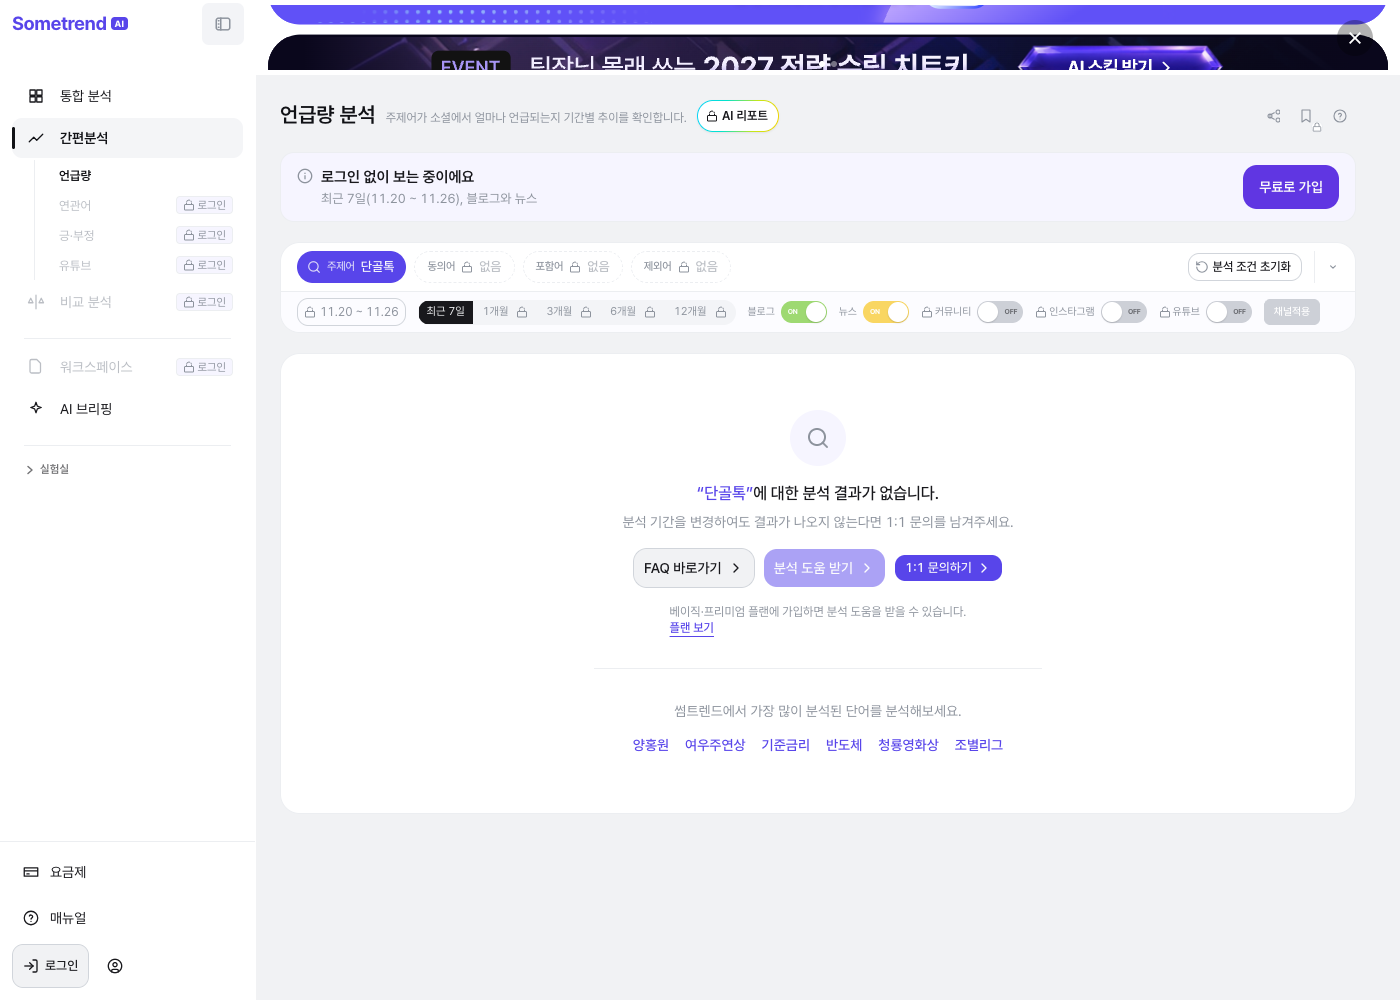 Sometrend AI
통합 분석
간편분석
언급량
연관어 로그인
긍·부정 로그인
유튜브 로그인
비교 분석 로그인
워크스페이스 로그인
AI 브리핑
실험실
요금제
매뉴얼
로그인
EVENT 팀장님 몰래 쓰는 2027 전략 수립 치트키 AI 스킬 받기
언급량 분석 주제어가 소셜에서 얼마나 언급되는지 기간별 추이를 확인합니다. AI 리포트
로그인 없이 보는 중이에요
최근 7일(11.20 ~ 11.26), 블로그와 뉴스
무료로 가입
주제어 단골톡 동의어 없음 포함어 없음 제외어 없음 분석 조건 초기화
11.20 ~ 11.26 최근 7일 1개월 3개월 6개월 12개월 블로그 ON 뉴스 ON 커뮤니티 OFF 인스타그램 OFF 유튜브 OFF 채널적용
“단골톡”에 대한 분석 결과가 없습니다.
분석 기간을 변경하여도 결과가 나오지 않는다면 1:1 문의를 남겨주세요.
FAQ 바로가기 분석 도움 받기 1:1 문의하기
베이직·프리미엄 플랜에 가입하면 분석 도움을 받을 수 있습니다.
플랜 보기
썸트렌드에서 가장 많이 분석된 단어를 분석해보세요.
양홍원 여우주연상 기준금리 반도체 청룡영화상 조별리그